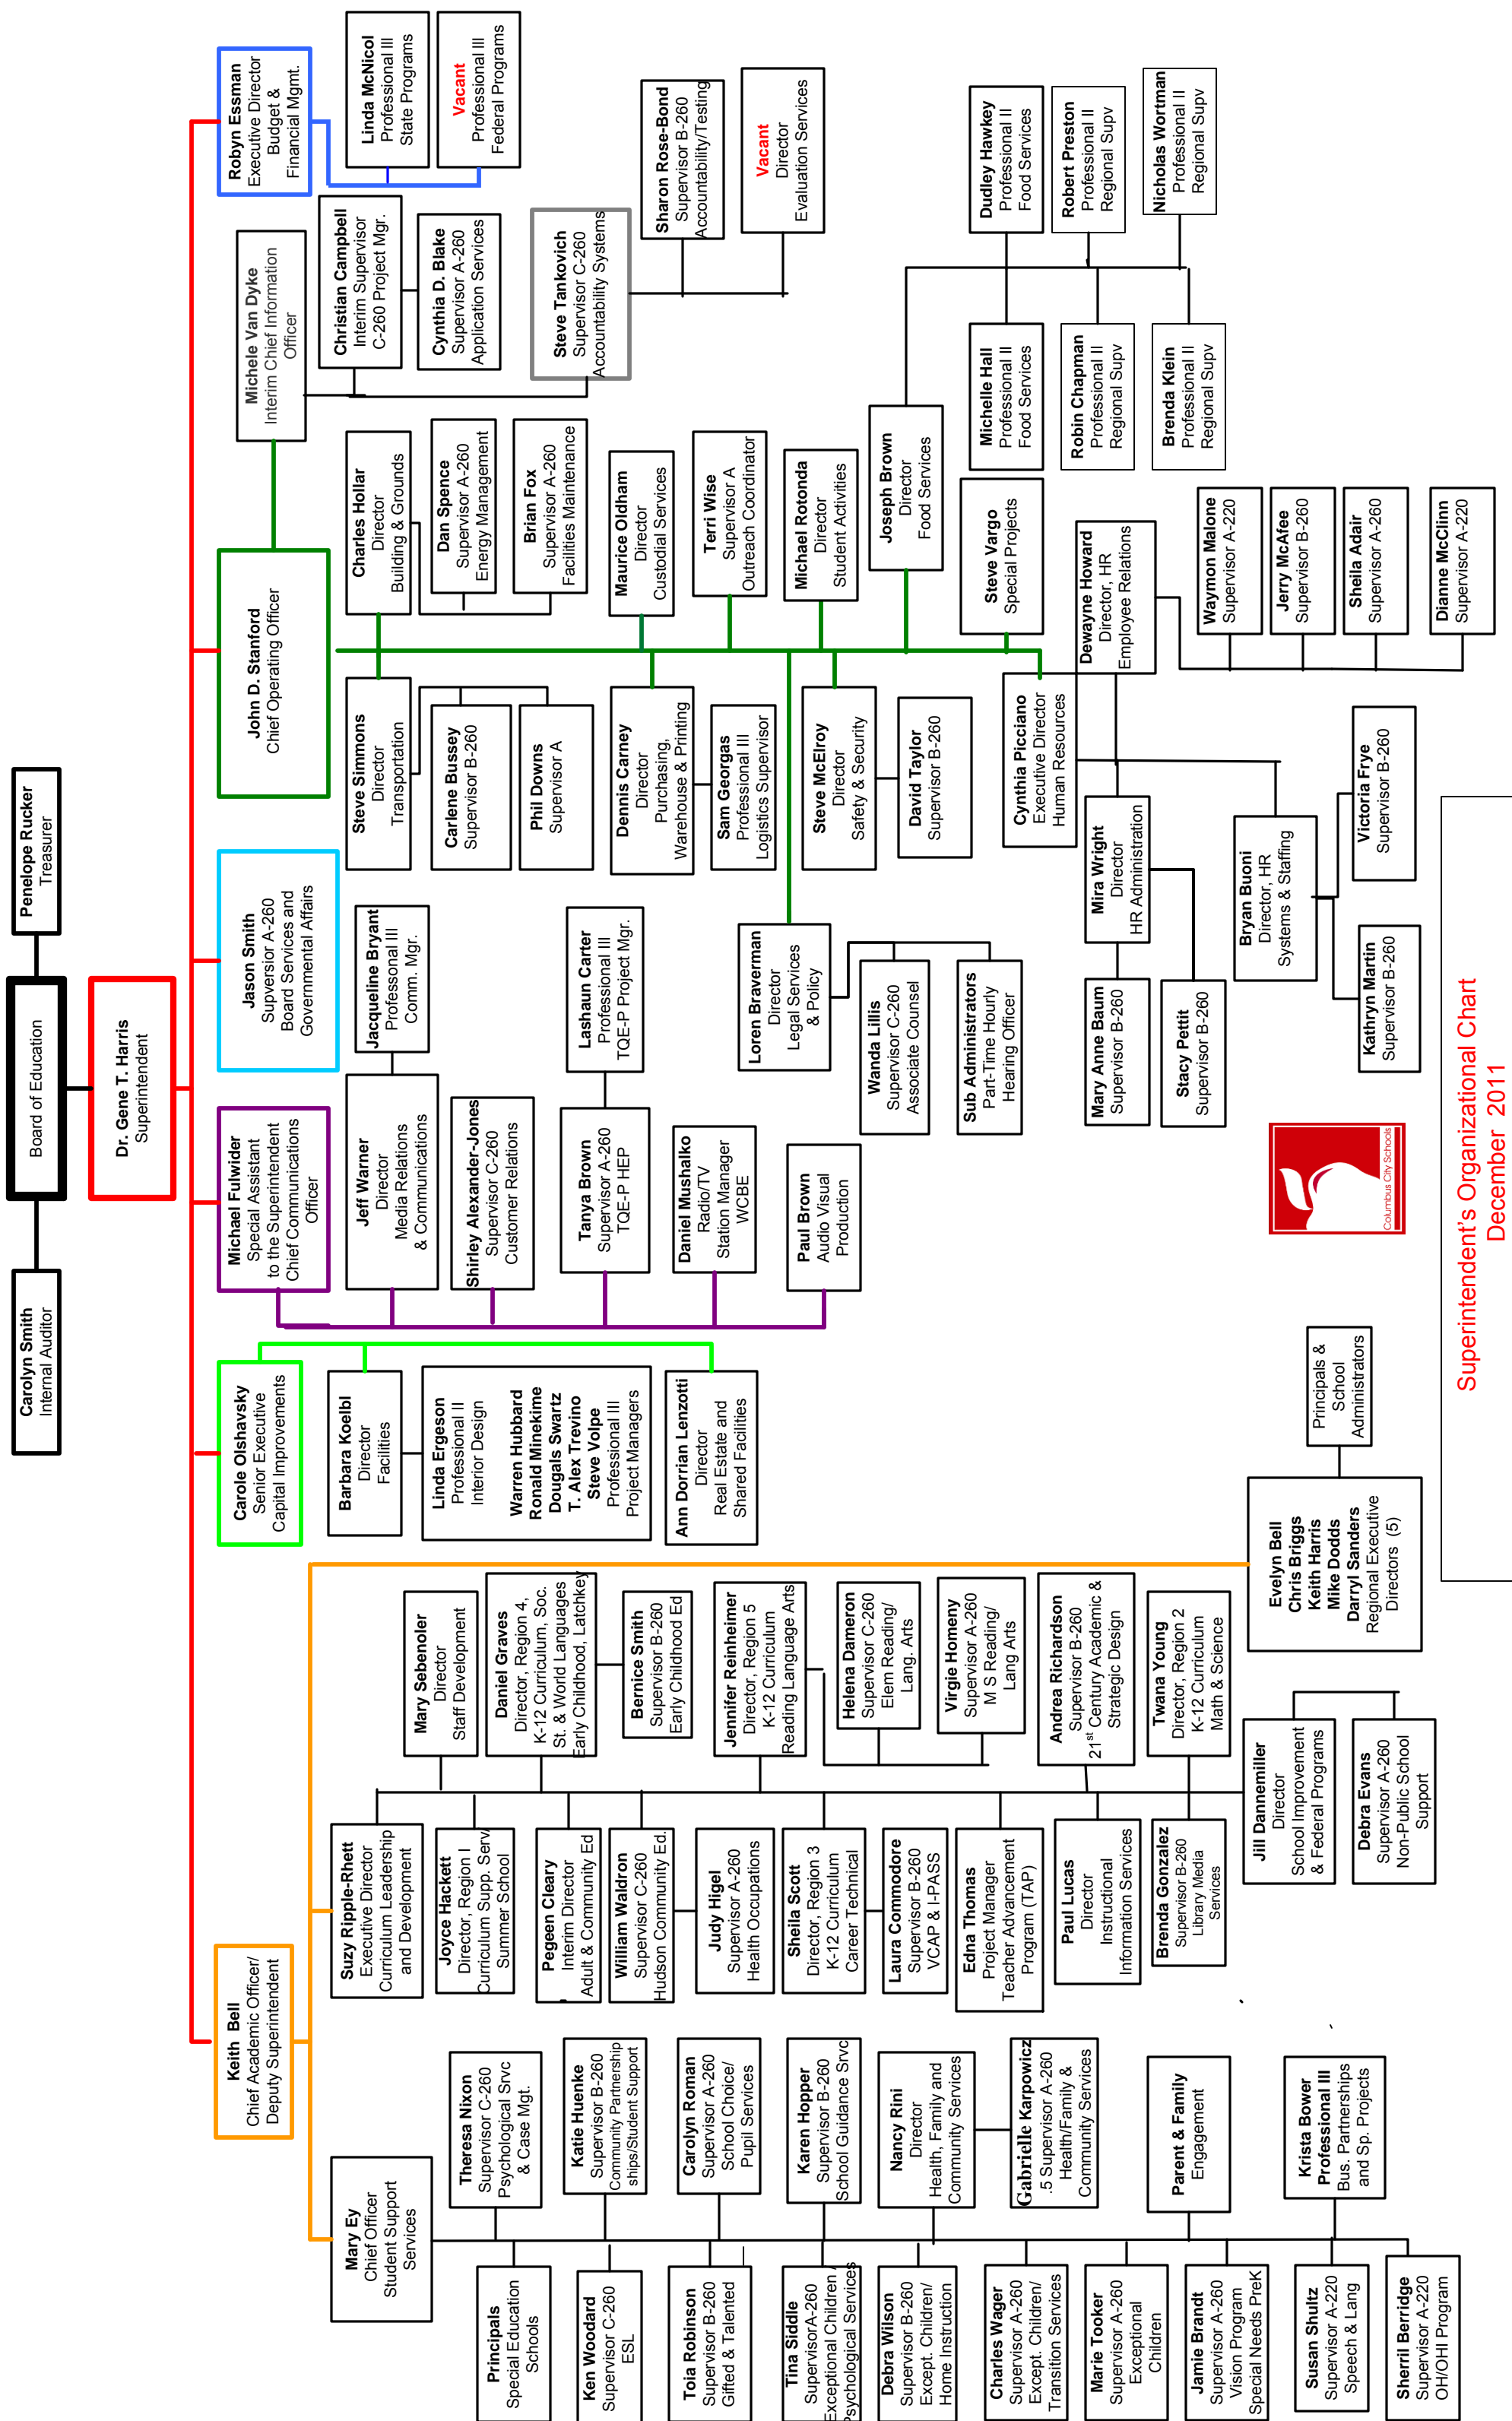 Carolyn Smith
Internal Auditor
Board of Education
Penelope Rucker
Treasurer
Dr. Gene T. Harris
Superintendent
Keith Bell
Chief Academic Officer/
Deputy Superintendent
Carole Olshavsky
Senior Executive
Capital Improvements
Michael Fulwider
Special Assistant
to the Superintendent
Chief Communications
Officer
Jason Smith
Supversior A-260
Board Services and
Governmental Affairs
John D. Stanford
Chief Operating Officer
Michele Van Dyke
Interim Chief Information
Officer
Robyn Essman
Executive Director
Budget &
Financial Mgmt.
Mary Ey
Chief Officer
Student Support
Services
Principals
Special Education
Schools
Ken Woodard
Supervisor C-260
ESL
Toia Robinson
Supervisor B-260
Gifted & Talented
Tina Siddle
SupervisorA-260
Exceptional Children /
Psychological Services
Debra Wilson
Supervisor B-260
Except. Children/
Home Instruction
Charles Wager
Supervisor A-260
Except. Children/
Transition Services
Marie Tooker
Supervisor A-260
Exceptional
Children
Jamie Brandt
Supervisor A-260
Vision Program
Special Needs PreK
Susan Shultz
Supervisor A-220
Speech & Lang
Sherril Berridge
Supervisor A-220
OH/OHI Program
Theresa Nixon
Supervisor C-260
Psychological Srvc
& Case Mgt.
Katie Huenke
Supervisor B-260
Community Partnership
ships/Student Support
Carolyn Roman
Supervisor A-260
School Choice/
Pupil Services
Karen Hopper
Supervisor B-260
School Guidance Srvc
Nancy Rini
Director
Health, Family and
Community Services
Gabrielle Karpowicz
.5 Supervisor A-260
Health/Family &
Community Services
Parent & Family
Engagement
Krista Bower
Professional III
Bus. Partnerships
and Sp. Projects
Suzy Ripple-Rhett
Executive Director
Curriculum Leadership
and Development
Joyce Hackett
Director, Region I
Curriculum Supp. Serv/
Summer School
Pegeen Cleary
Interim Director
Adult & Community Ed
William Waldron
Supervisor C-260
Hudson Community Ed.
Judy Higel
Supervisor A-260
Health Occupations
Sheila Scott
Director, Region 3
K-12 Curriculum
Career Technical
Laura Commodore
Supervisor B-260
VCAP & I-PASS
Edna Thomas
Project Manager
Teacher Advancement
Program (TAP)
Paul Lucas
Director
Instructional
Information Services
Brenda Gonzalez
Supervisor B-260
Library Media
Services
Mary Sebenoler
Director
Staff Development
Daniel Graves
Director, Region 4,
K-12 Curriculum, Soc.
St. & World Languages
Early Childhood, Latchkey
Bernice Smith
Supervisor B-260
Early Childhood Ed
Jennifer Reinheimer
Director, Region 5
K-12 Curriculum
Reading Language Arts
Helena Dameron
Supervisor C-260
Elem Reading/
Lang. Arts
Virgie Homeny
Supervisor A-260
M S Reading/
Lang Arts
Andrea Richardson
Supervisor B-260
21st Century Academic &
Strategic Design
Twana Young
Director, Region 2
K-12 Curriculum
Math & Science
Jill Dannemiller
Director
School Improvement
& Federal Programs
Debra Evans
Supervisor A-260
Non-Public School
Support
Evelyn Bell
Chris Briggs
Keith Harris
Mike Dodds
Darryl Sanders
Regional Executive
Directors (5)
Principals &
School
Administrators
Barbara Koelbl
Director
Facilities
Linda Ergeson
Professional II
Interior Design
Warren Hubbard
Ronald Minekime
Dougals Swartz
T. Alex Trevino
Steve Volpe
Professional III
Project Managers
Ann Dorrian Lenzotti
Director
Real Estate and
Shared Facilities
Jeff Warner
Director
Media Relations
& Communications
Jacqueline Bryant
Professonal III
Comm. Mgr.
Shirley Alexander-Jones
Supervisor C-260
Customer Relations
Tanya Brown
Supervisor A-260
TQE-P HEP
Lashaun Carter
Professional III
TQE-P Project Mgr.
Daniel Mushalko
Radio/TV
Station Manager
WCBE
Paul Brown
Audio Visual
Production
Steve Simmons
Director
Transportation
Carlene Bussey
Supervisor B-260
Phil Downs
Supervisor A
Dennis Carney
Director
Purchasing,
Warehouse & Printing
Sam Georgas
Professional III
Logistics Supervisor
Loren Braverman
Director
Legal Services
& Policy
Wanda Lillis
Supervisor C-260
Associate Counsel
Sub Administrators
Part-Time Hourly
Hearing Officer
Steve McElroy
Director
Safety & Security
David Taylor
Supervisor B-260
Cynthia Picciano
Executive Director
Human Resources
Charles Hollar
Director
Building & Grounds
Dan Spence
Supervisor A-260
Energy Management
Brian Fox
Supervisor A-260
Facilities Maintenance
Maurice Oldham
Director
Custodial Services
Terri Wise
Supervisor A
Outreach Coordinator
Michael Rotonda
Director
Student Activities
Joseph Brown
Director
Food Services
Steve Vargo
Special Projects
Dewayne Howard
Director, HR
Employee Relations
Waymon Malone
Supervisor A-220
Jerry McAfee
Supervisor B-260
Sheila Adair
Supervisor A-260
Dianne McClinn
Supervisor A-220
Mira Wright
Director
HR Administration
Mary Anne Baum
Supervisor B-260
Stacy Pettit
Supervisor B-260
Bryan Buoni
Director, HR
Systems & Staffing
Kathryn Martin
Supervisor B-260
Victoria Frye
Supervisor B-260
Christian Campbell
Interim Supervisor
C-260 Project Mgr.
Cynthia D. Blake
Supervisor A-260
Application Services
Steve Tankovich
Supervisor C-260
Accountability Systems
Sharon Rose-Bond
Supervisor B-260
Accountability/Testing
Vacant
Director
Evaluation Services
Linda McNicol
Professional III
State Programs
Vacant
Professional III
Federal Programs
Michelle Hall
Professional II
Food Services
Dudley Hawkey
Professional II
Food Services
Robin Chapman
Professional II
Regional Supv
Robert Preston
Professional II
Regional Supv
Brenda Klein
Professional II
Regional Supv
Nicholas Wortman
Professional II
Regional Supv
Columbus City Schools
Superintendent's Organizational Chart
December 2011